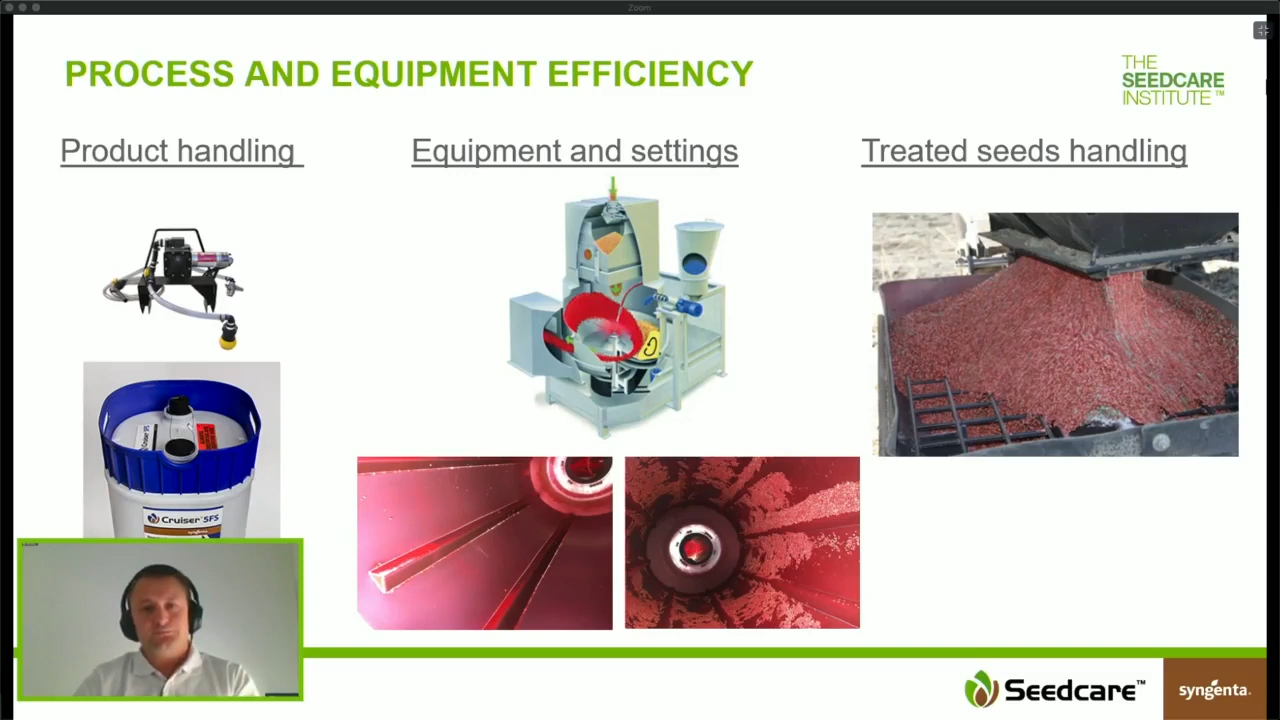 Zoom
PROCESS AND EQUIPMENT EFFICIENCY
THE
SEEDCARE
INSTITUTE™
Product handling
Equipment and settings
Treated seeds handling
Cruiser® 5FS
syngenta
Seedcare™
syngenta®